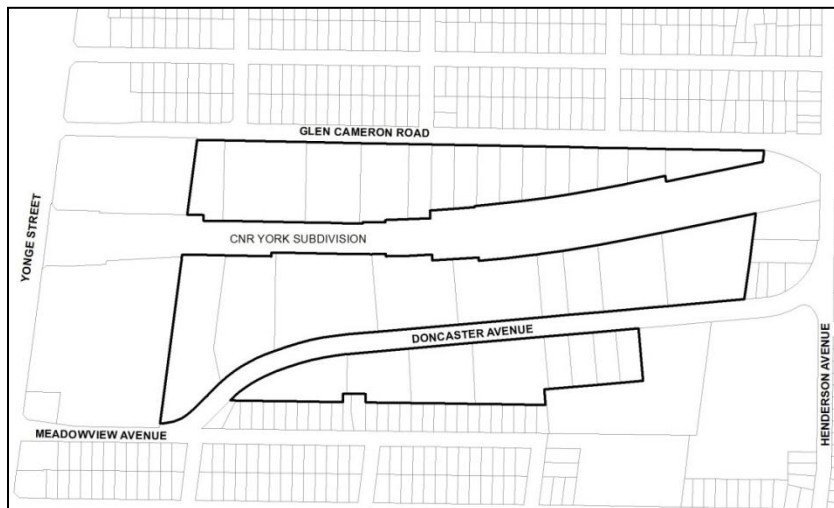 GLEN CAMERON ROAD
YONGE STREET
CNR YORK SUBDIVISION
DONCASTER AVENUE
HENDERSON AVENUE
MEADOWVIEW AVENUE